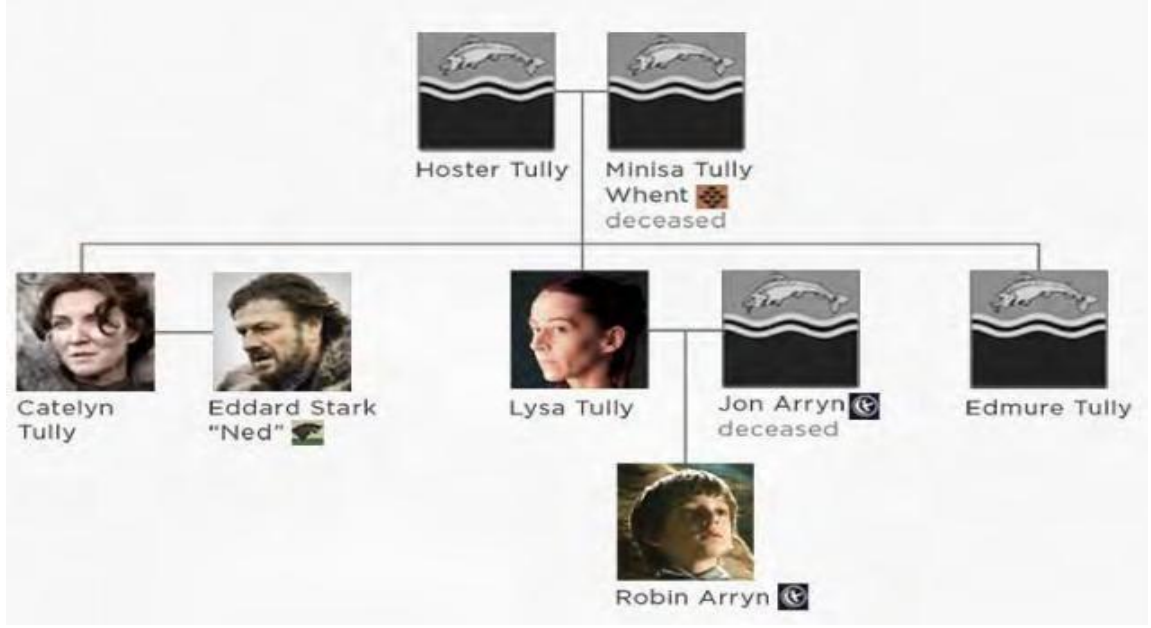 Hoster Tully
Minisa Tully
Whent
deceased
Catelyn
Tully
Eddard Stark
"Ned"
Lysa Tully
Jon Arryn
deceased
Edmure Tully
Robin Arryn